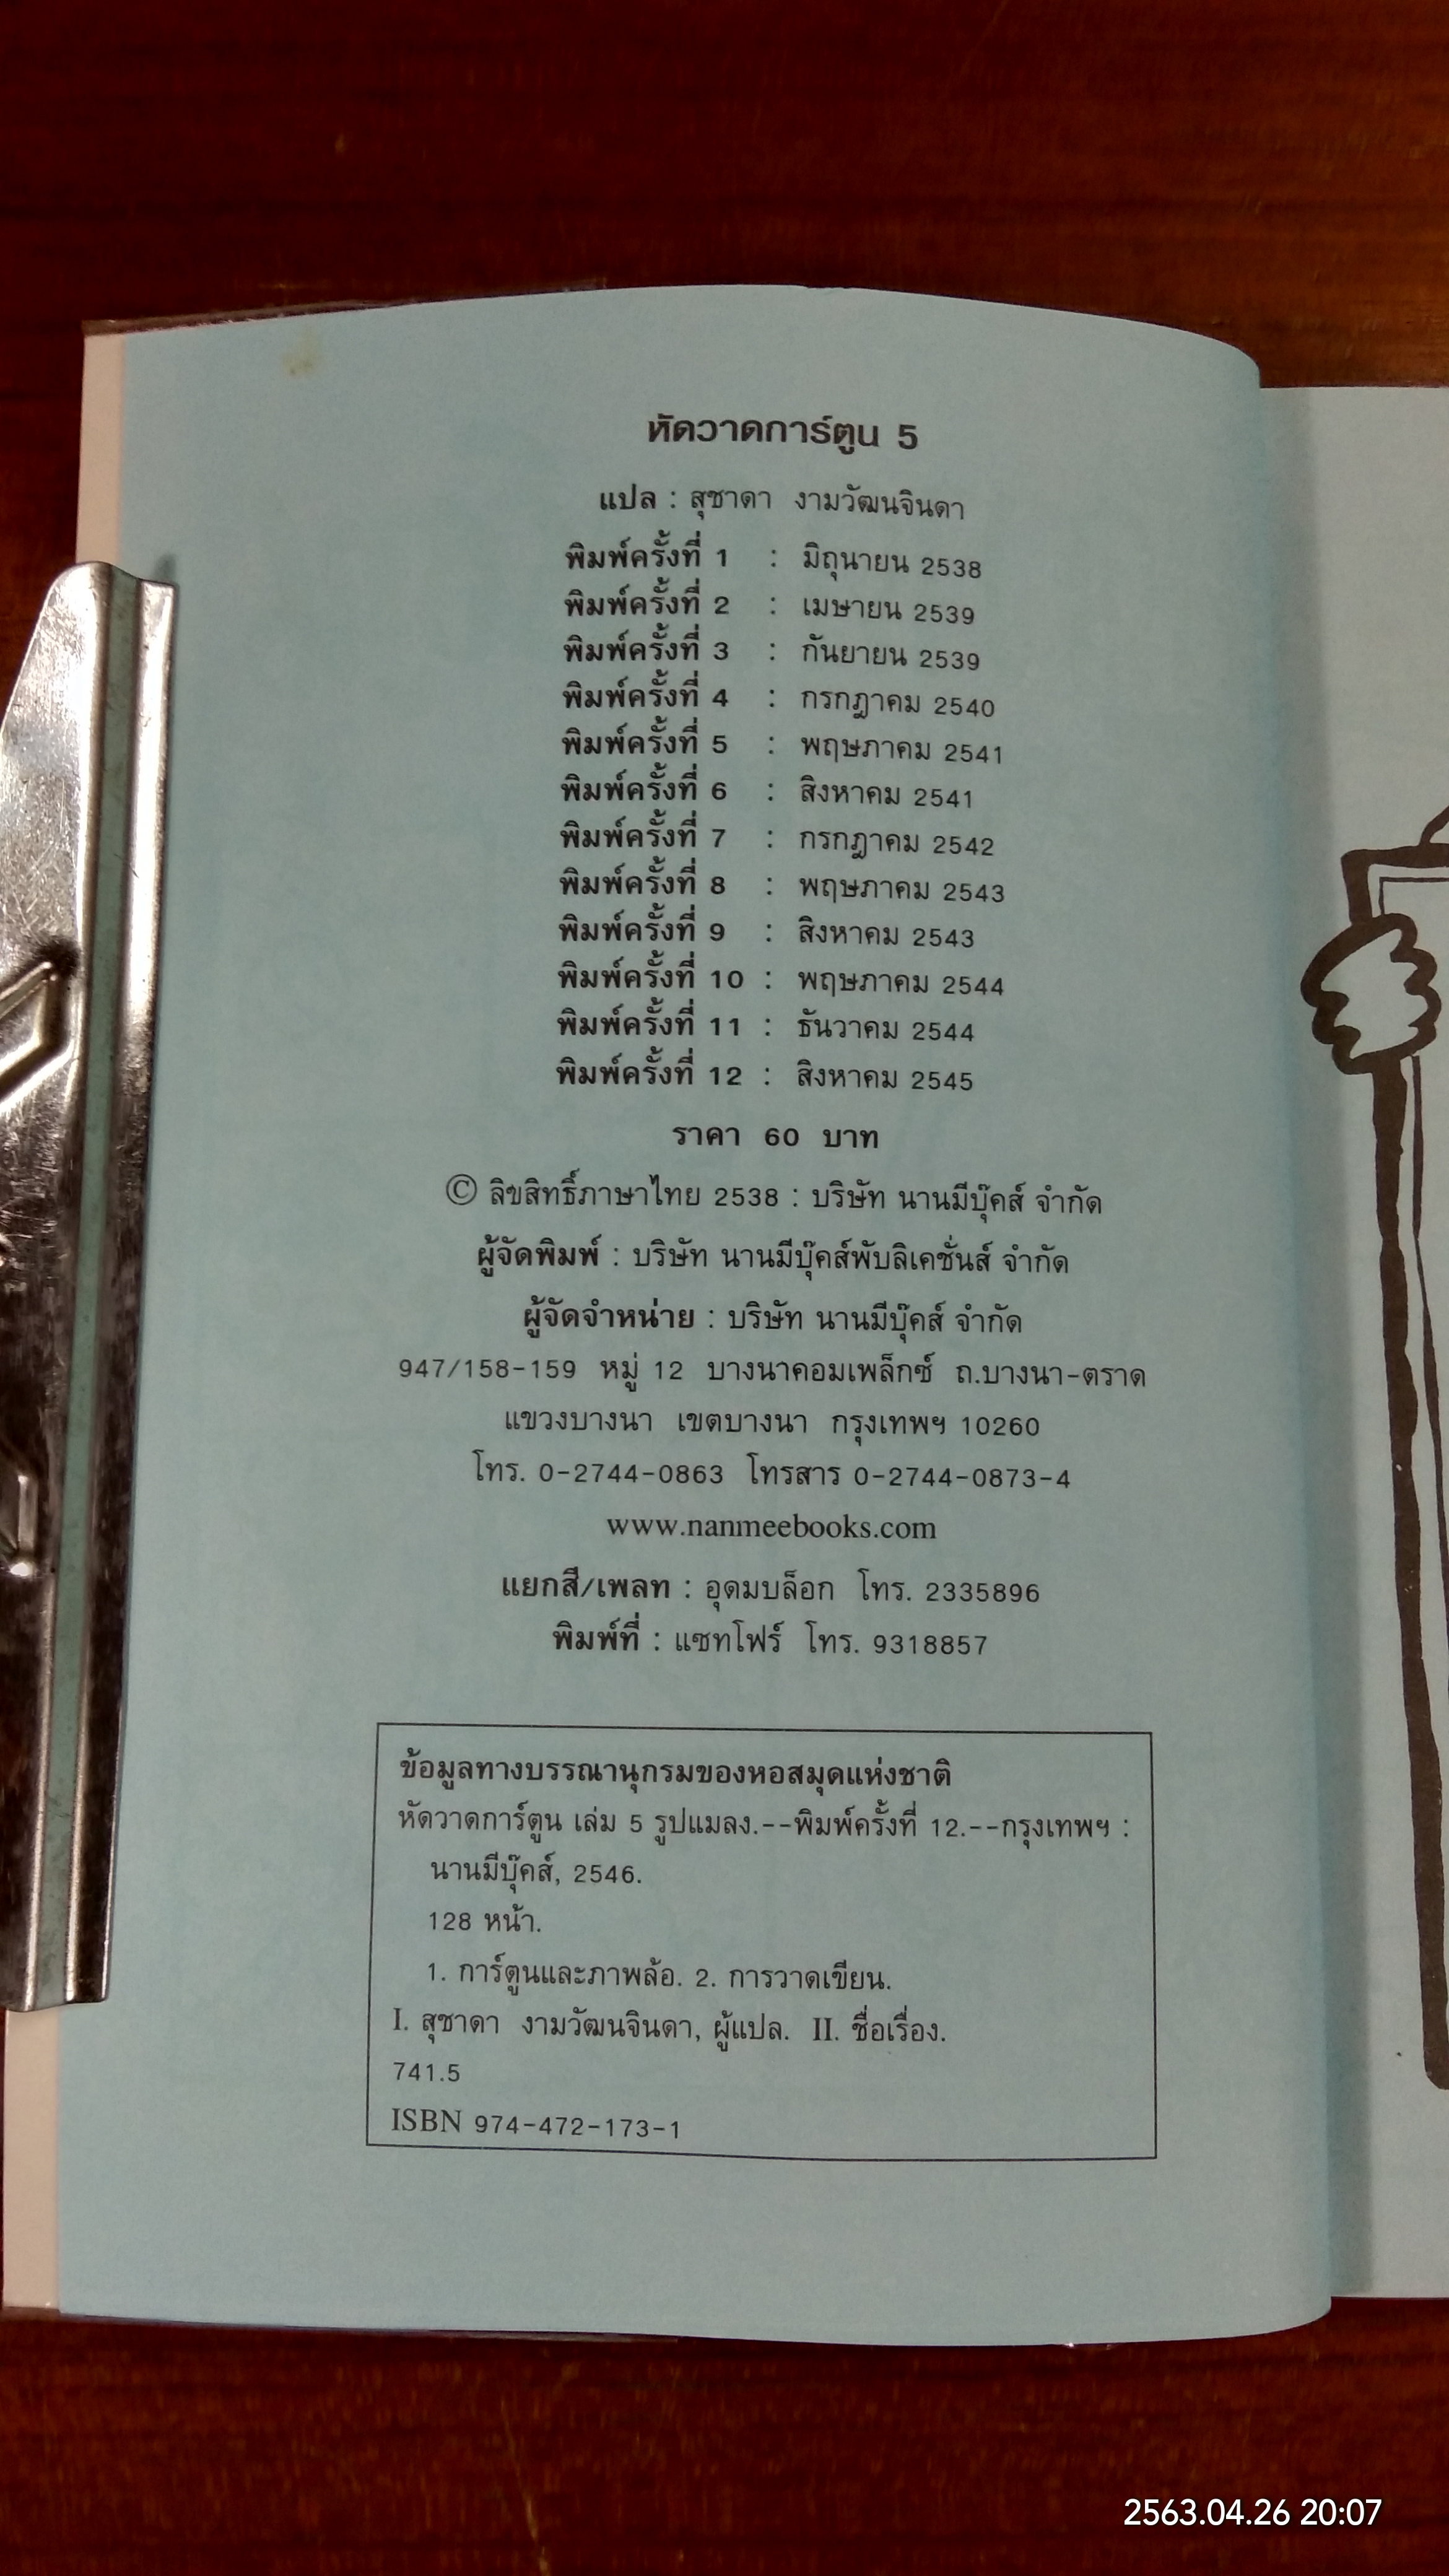 หัดวาดการ์ตูน 5
แปล : สุชาดา งามวัฒนจินดา
พิมพ์ครั้งที่ 1 : มิถุนายน 2538
พิมพ์ครั้งที่ 2 : เมษายน 2539
พิมพ์ครั้งที่ 3 : กันยายน 2539
พิมพ์ครั้งที่ 4 : กรกฎาคม 2540
พิมพ์ครั้งที่ 5 : พฤษภาคม 2541
พิมพ์ครั้งที่ 6 : สิงหาคม 2541
พิมพ์ครั้งที่ 7 : กรกฎาคม 2542
พิมพ์ครั้งที่ 8 : พฤษภาคม 2543
พิมพ์ครั้งที่ 9 : สิงหาคม 2543
พิมพ์ครั้งที่ 10 : พฤษภาคม 2544
พิมพ์ครั้งที่ 11 : ธันวาคม 2544
พิมพ์ครั้งที่ 12 : สิงหาคม 2545
ราคา 60 บาท
© ลิขสิทธิ์ภาษาไทย 2538 : บริษัท นานมีบุ๊คส์ จำกัด
ผู้จัดพิมพ์ : บริษัท นานมีบุ๊คส์พับลิเคชั่นส์ จำกัด
ผู้จัดจำหน่าย : บริษัท นานมีบุ๊คส์ จำกัด
947/158-159 หมู่ 12 บางนาคอมเพล็กซ์ ถ.บางนา-ตราด
แขวงบางนา เขตบางนา กรุงเทพฯ 10260
โทร. 0-2744-0863 โทรสาร 0-2744-0873-4
www.nanmeebooks.com
แยกสี/เพลท : อุดมบล็อก โทร. 2335896
พิมพ์ที่ : แซทโฟร์ โทร. 9318857
ข้อมูลทางบรรณานุกรมของหอสมุดแห่งชาติ
หัดวาดการ์ตูน เล่ม 5 รูปแมลง.--พิมพ์ครั้งที่ 12.--กรุงเทพฯ :
นานมีบุ๊คส์, 2546.
128 หน้า.
1. การ์ตูนและภาพล้อ. 2. การวาดเขียน.
I. สุชาดา งามวัฒนจินดา, ผู้แปล. II. ชื่อเรื่อง.
741.5
ISBN 974-472-173-1
2563.04.26 20:07